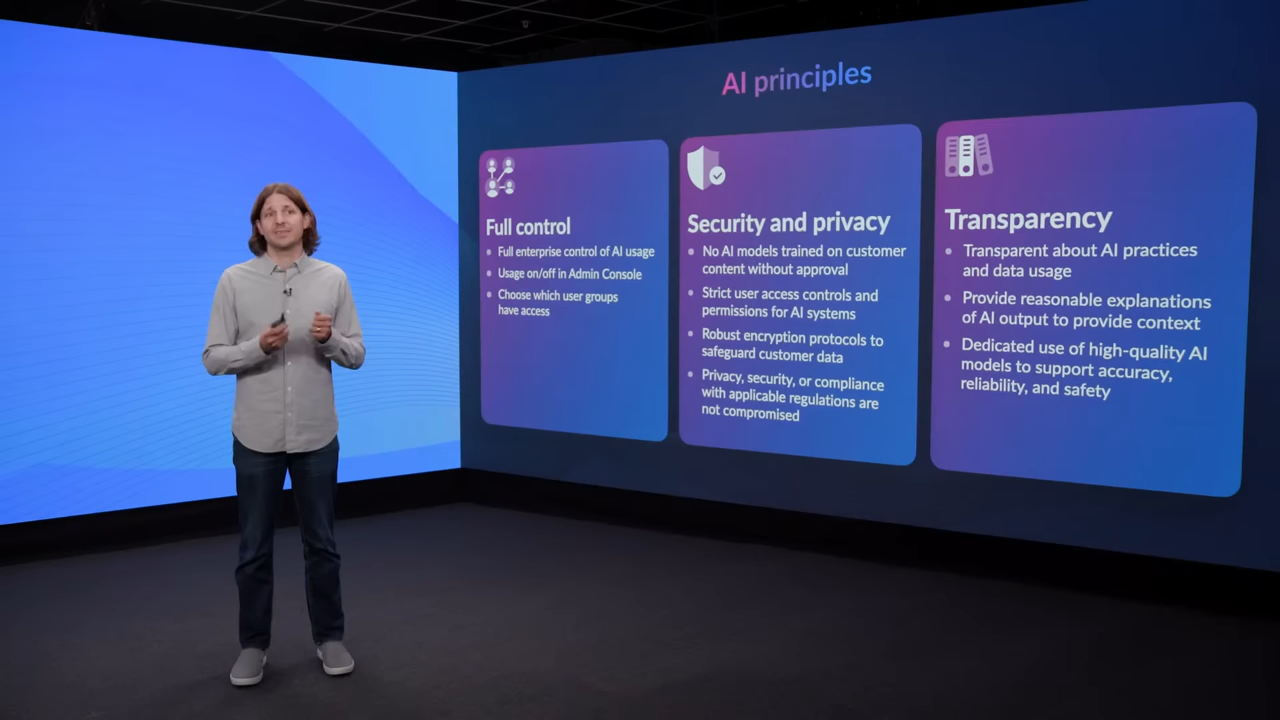 AI principles
Full control
• Full enterprise control of AI usage
• Usage on/off in Admin Console
• Choose which user groups
have access
Security and privacy
• No AI models trained on customer
content without approval
• Strict user access controls and
permissions for AI systems
• Robust encryption protocols to
safeguard customer data
• Privacy, security, or compliance
with applicable regulations are
not compromised
Transparency
• Transparent about AI practices
and data usage
• Provide reasonable explanations
of AI output to provide context
• Dedicated use of high-quality AI
models to support accuracy,
reliability, and safety